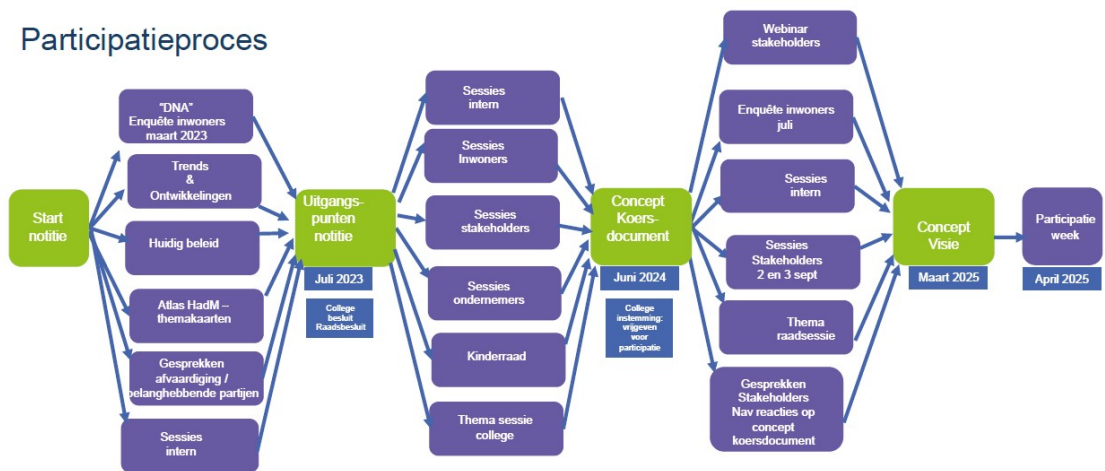 Participatieproces
Start
notitie
"DNA"
Enquête inwoners
maart 2023
Trends
&
Ontwikkelingen
Huidig beleid
Atlas HadM –
themakaarten
Gesprekken
afvaardiging /
belanghebbende partijen
Sessies
intern
Uitgangs-
punten
notitie
Juli 2023
College
besluit
Raadsbesluit
Sessies
intern
Sessies
Inwoners
Sessies
stakeholders
Sessies
ondernemers
Kinderraad
Thema sessie
college
Concept
Koers-
document
Juni 2024
College
instemming:
vrijgeven
voor
participatie
Webinar
stakeholders
Enquête inwoners
juli
Sessies
intern
Sessies
Stakeholders
2 en 3 sept
Thema
raadsessie
Gesprekken
Stakeholders
Nav reacties op
concept
koersdocument
Concept
Visie
Maart 2025
Participatie
week
April 2025